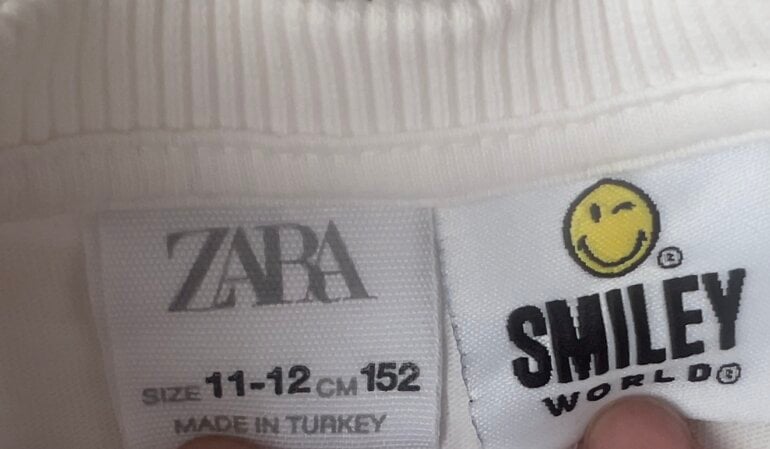 ZARA
SIZE 11-12 CM 152
MADE IN TURKEY
®
SMILEY
WORLD®